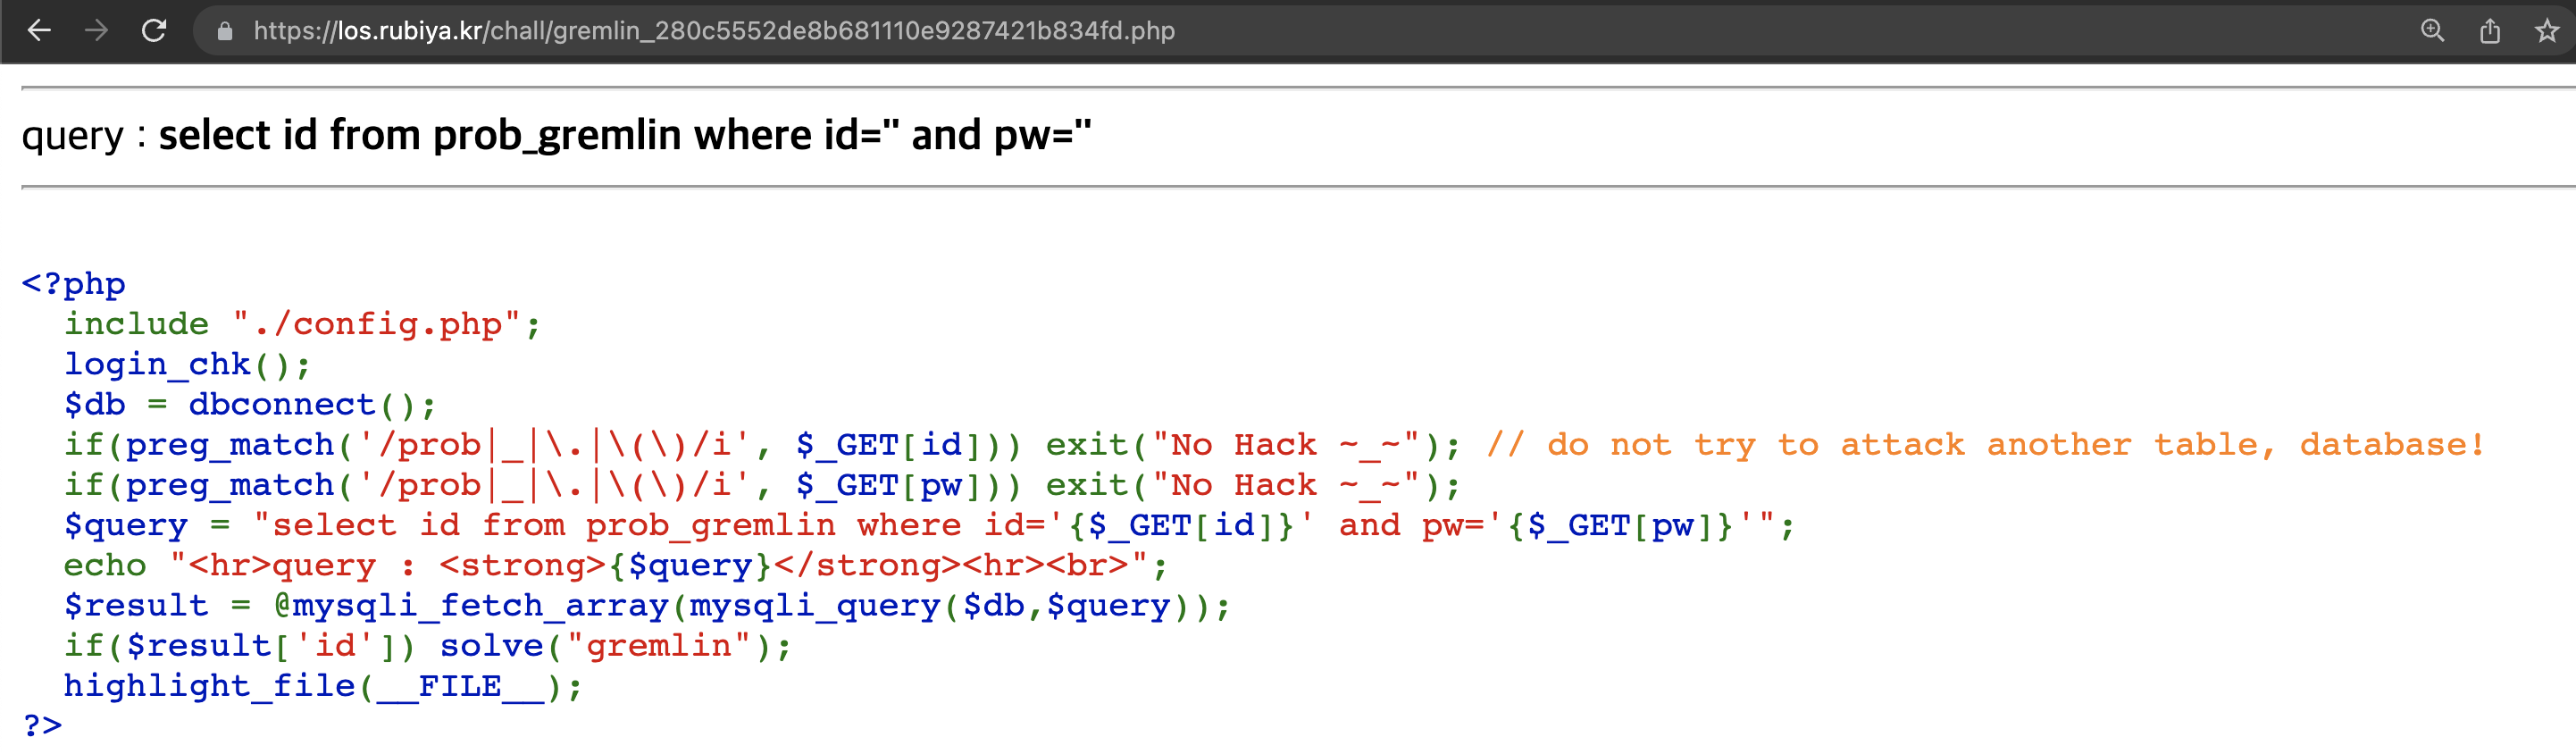 https://los.rubiya.kr/chall/gremlin_280c5552de8b681110e9287421b834fd.php
query : select id from prob_gremlin where id='' and pw=''
<?php
  include "./config.php";
  login_chk();
  $db = dbconnect();
  if(preg_match('/prob|_|\.|\(\)/i', $_GET[id])) exit("No Hack ~_~"); // do not try to attack another table, database!
  if(preg_match('/prob|_|\.|\(\)/i', $_GET[pw])) exit("No Hack ~_~");
  $query = "select id from prob_gremlin where id='{$_GET[id]}' and pw='{$_GET[pw]}'";
  echo "<hr>query : <strong>{$query}</strong><hr><br>";
  $result = @mysqli_fetch_array(mysqli_query($db,$query));
  if($result['id']) solve("gremlin");
  highlight_file(__FILE__);
?>